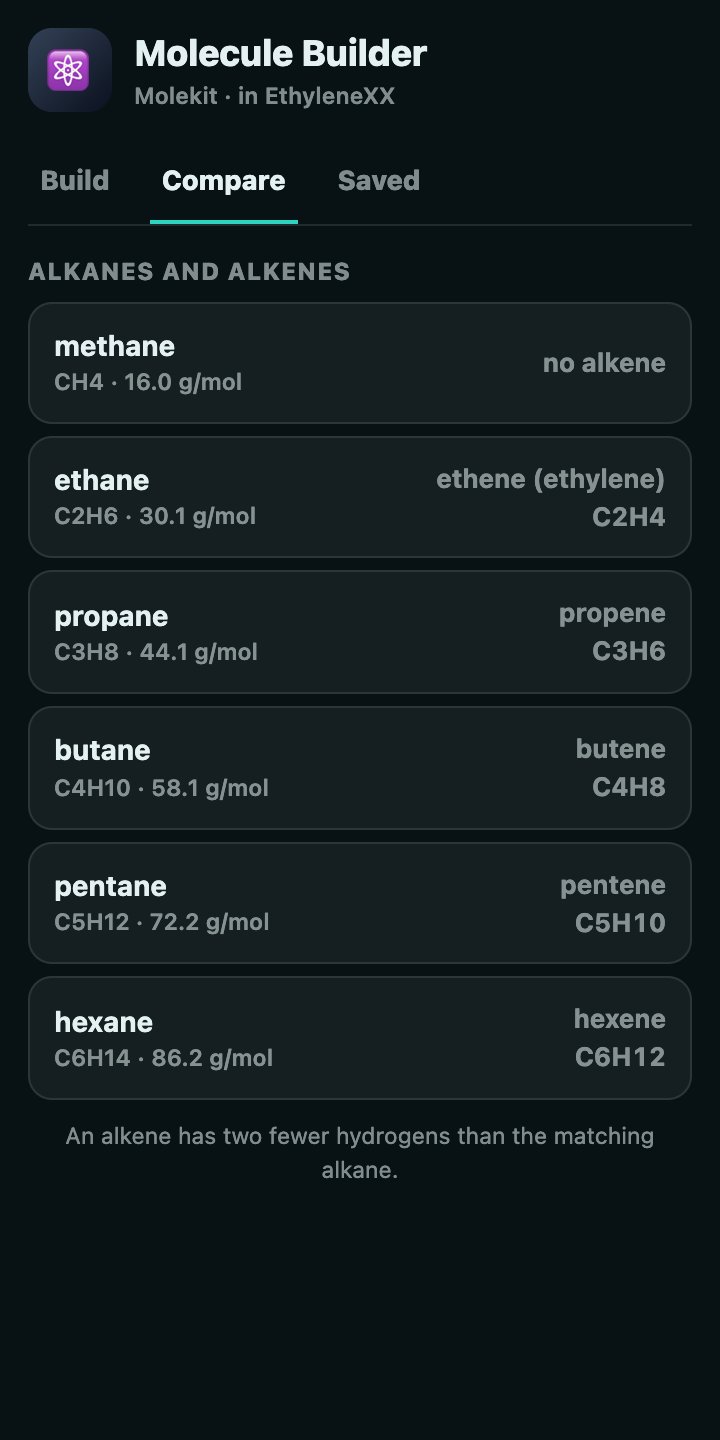 Molecule Builder
Molekit · in EthyleneXX
Build
Compare
Saved
ALKANES AND ALKENES
methane
CH4 · 16.0 g/mol
no alkene
ethane
C2H6 · 30.1 g/mol
ethene (ethylene)
C2H4
propane
C3H8 · 44.1 g/mol
propene
C3H6
butane
C4H10 · 58.1 g/mol
butene
C4H8
pentane
C5H12 · 72.2 g/mol
pentene
C5H10
hexane
C6H14 · 86.2 g/mol
hexene
C6H12
An alkene has two fewer hydrogens than the matching
alkane.